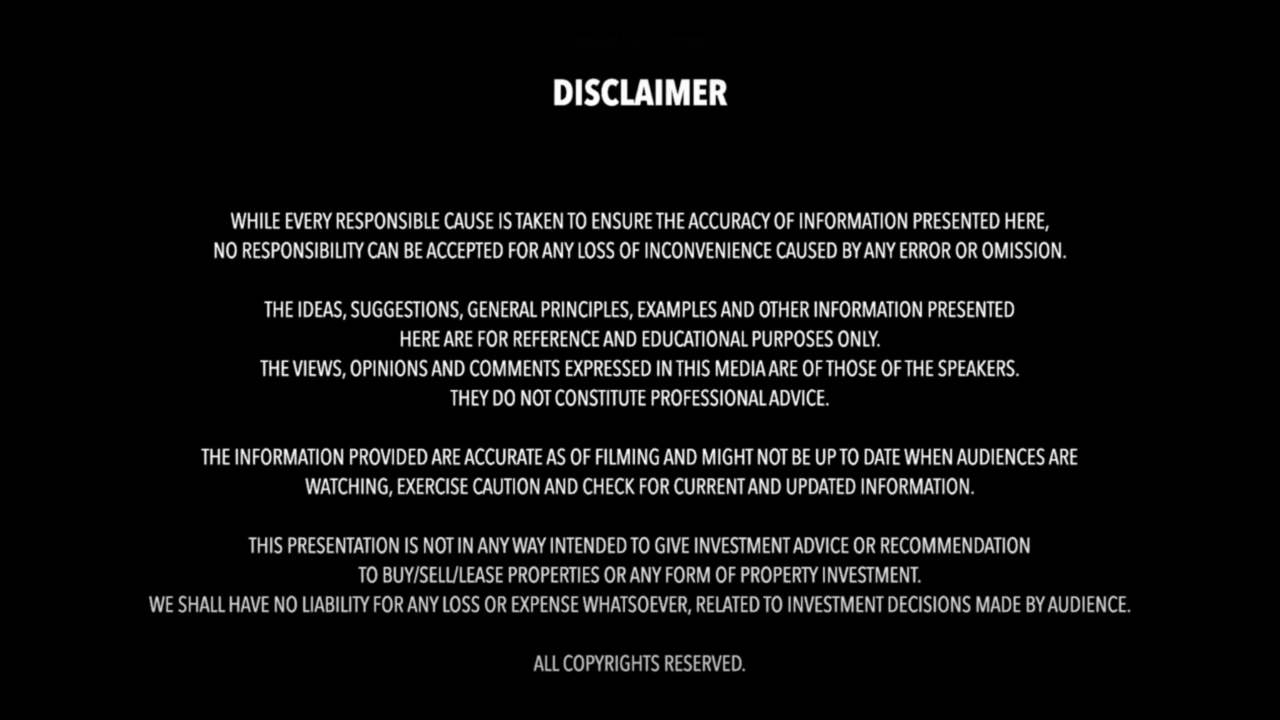 DISCLAIMER
WHILE EVERY RESPONSIBLE CAUSE IS TAKEN TO ENSURE THE ACCURACY OF INFORMATION PRESENTED HERE,
NO RESPONSIBILITY CAN BE ACCEPTED FOR ANY LOSS OF INCONVENIENCE CAUSED BY ANY ERROR OR OMISSION.
THE IDEAS, SUGGESTIONS, GENERAL PRINCIPLES, EXAMPLES AND OTHER INFORMATION PRESENTED
HERE ARE FOR REFERENCE AND EDUCATIONAL PURPOSES ONLY.
THE VIEWS, OPINIONS AND COMMENTS EXPRESSED IN THIS MEDIA ARE OF THOSE OF THE SPEAKERS.
THEY DO NOT CONSTITUTE PROFESSIONAL ADVICE.
THE INFORMATION PROVIDED ARE ACCURATE AS OF FILMING AND MIGHT NOT BE UP TO DATE WHEN AUDIENCES ARE
WATCHING, EXERCISE CAUTION AND CHECK FOR CURRENT AND UPDATED INFORMATION.
THIS PRESENTATION IS NOT IN ANY WAY INTENDED TO GIVE INVESTMENT ADVICE OR RECOMMENDATION
TO BUY/SELL/LEASE PROPERTIES OR ANY FORM OF PROPERTY INVESTMENT.
WE SHALL HAVE NO LIABILITY FOR ANY LOSS OR EXPENSE WHATSOEVER, RELATED TO INVESTMENT DECISIONS MADE BY AUDIENCE.
ALL COPYRIGHTS RESERVED.